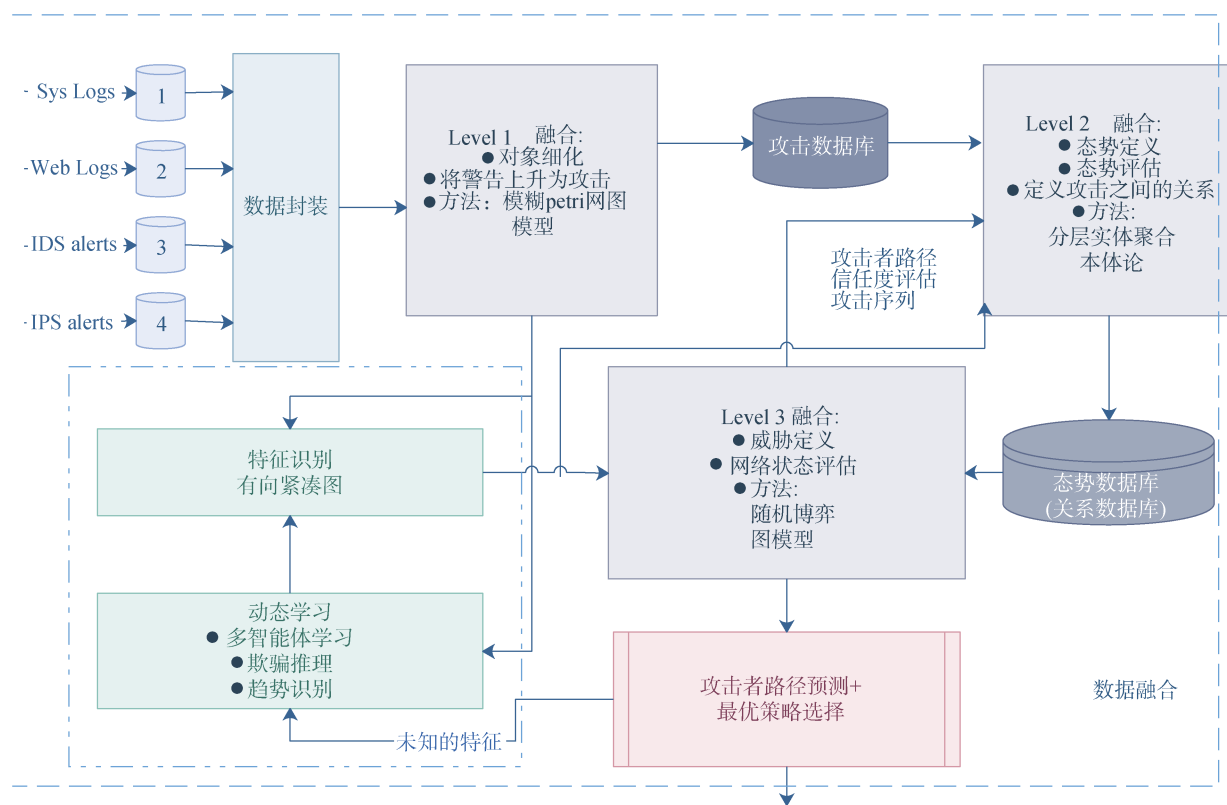 Sys Logs
1
Web Logs
2
IDS alerts
3
IPS alerts
4
数据封装
Level 1 融合:
● 对象细化
● 将警告上升为攻击
● 方法：模糊petri网图
模型
攻击数据库
Level 2 融合:
● 态势定义
● 态势评估
● 定义攻击之间的关系
● 方法:
分层实体聚合
本体论
攻击者路径
信任度评估
攻击序列
特征识别
有向紧凑图
Level 3 融合:
● 威胁定义
● 网络状态评估
● 方法:
随机博弈
图模型
态势数据库
(关系数据库)
动态学习
● 多智能体学习
● 欺骗推理
● 趋势识别
攻击者路径预测+
最优策略选择
数据融合
未知的特征